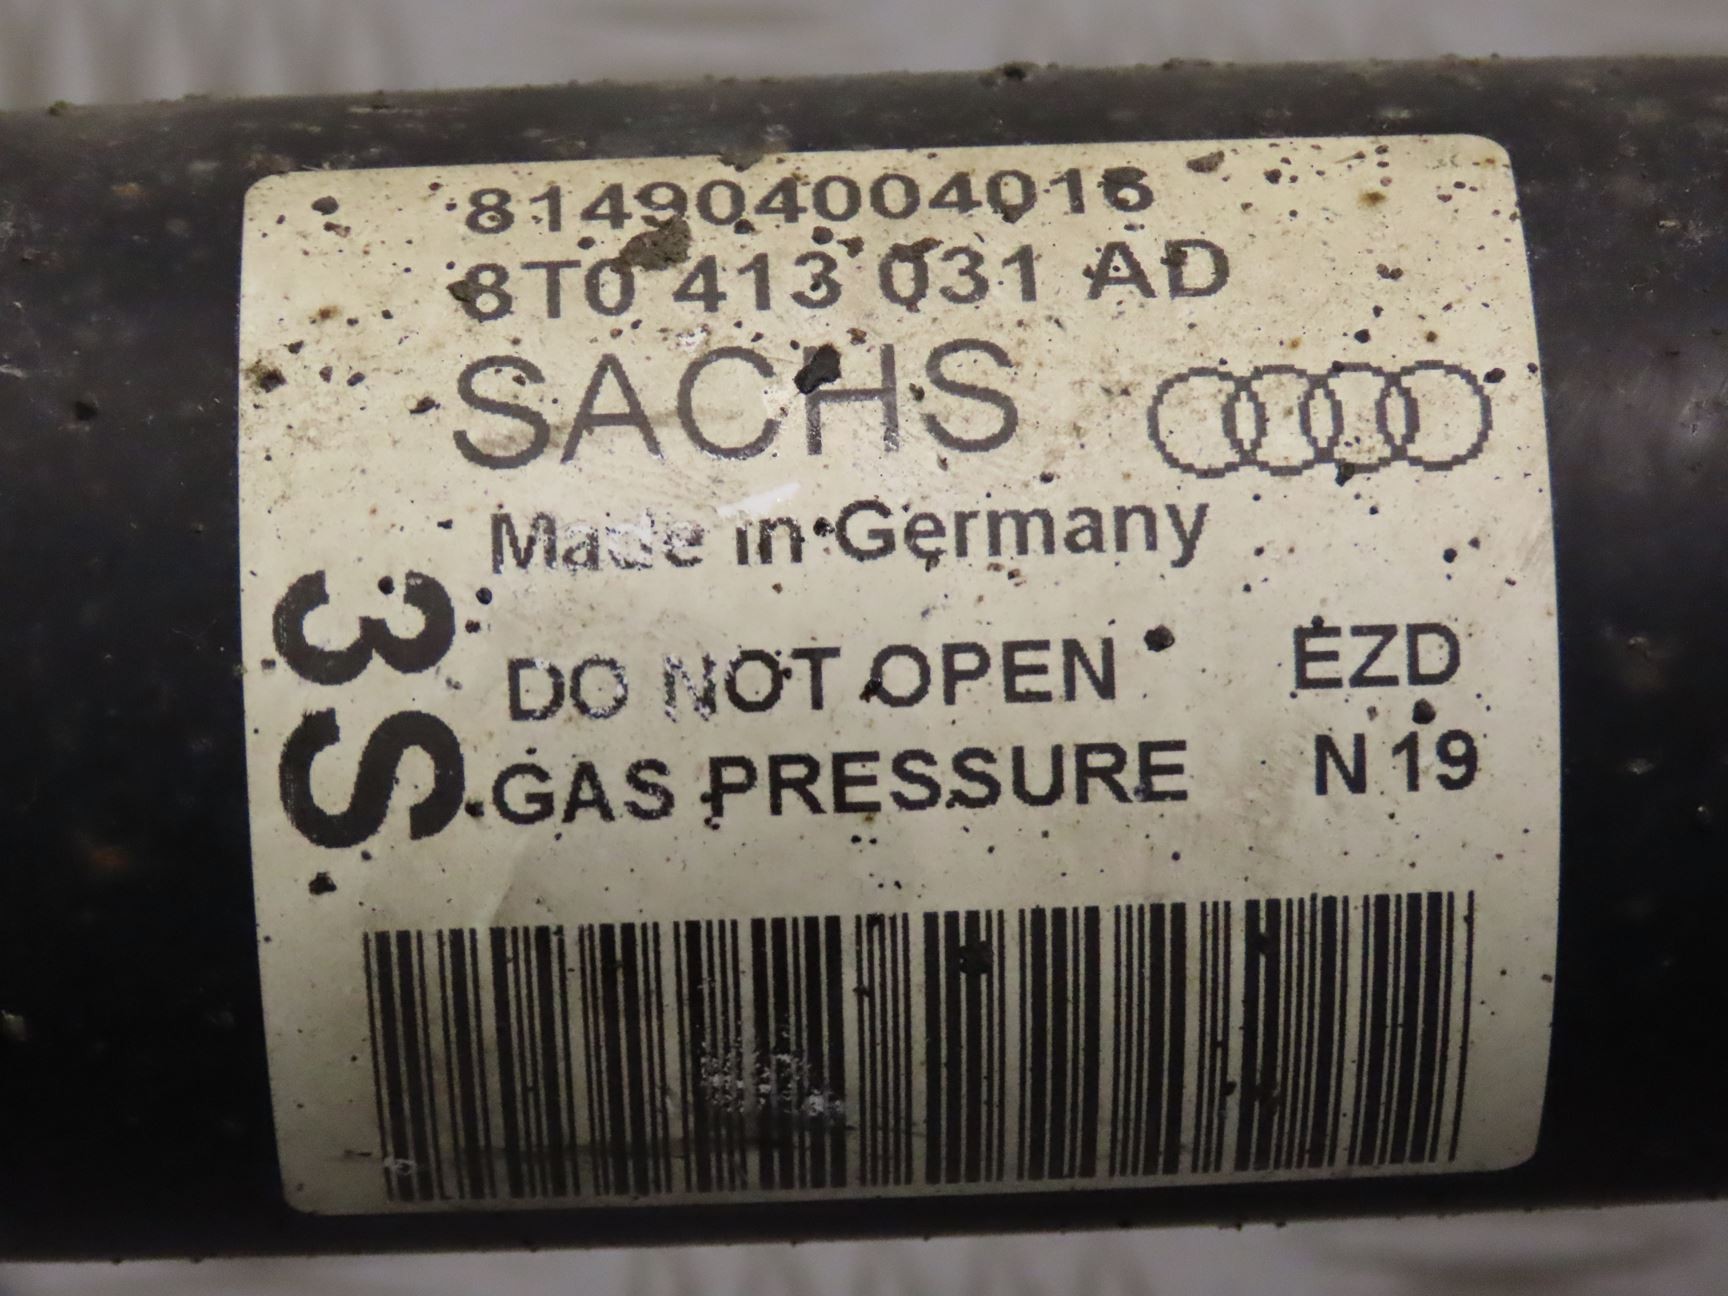 814904004016
8T0 413 031 AD
SACHS
Made in Germany
3S
DO NOT OPEN EZD
GAS PRESSURE N 19